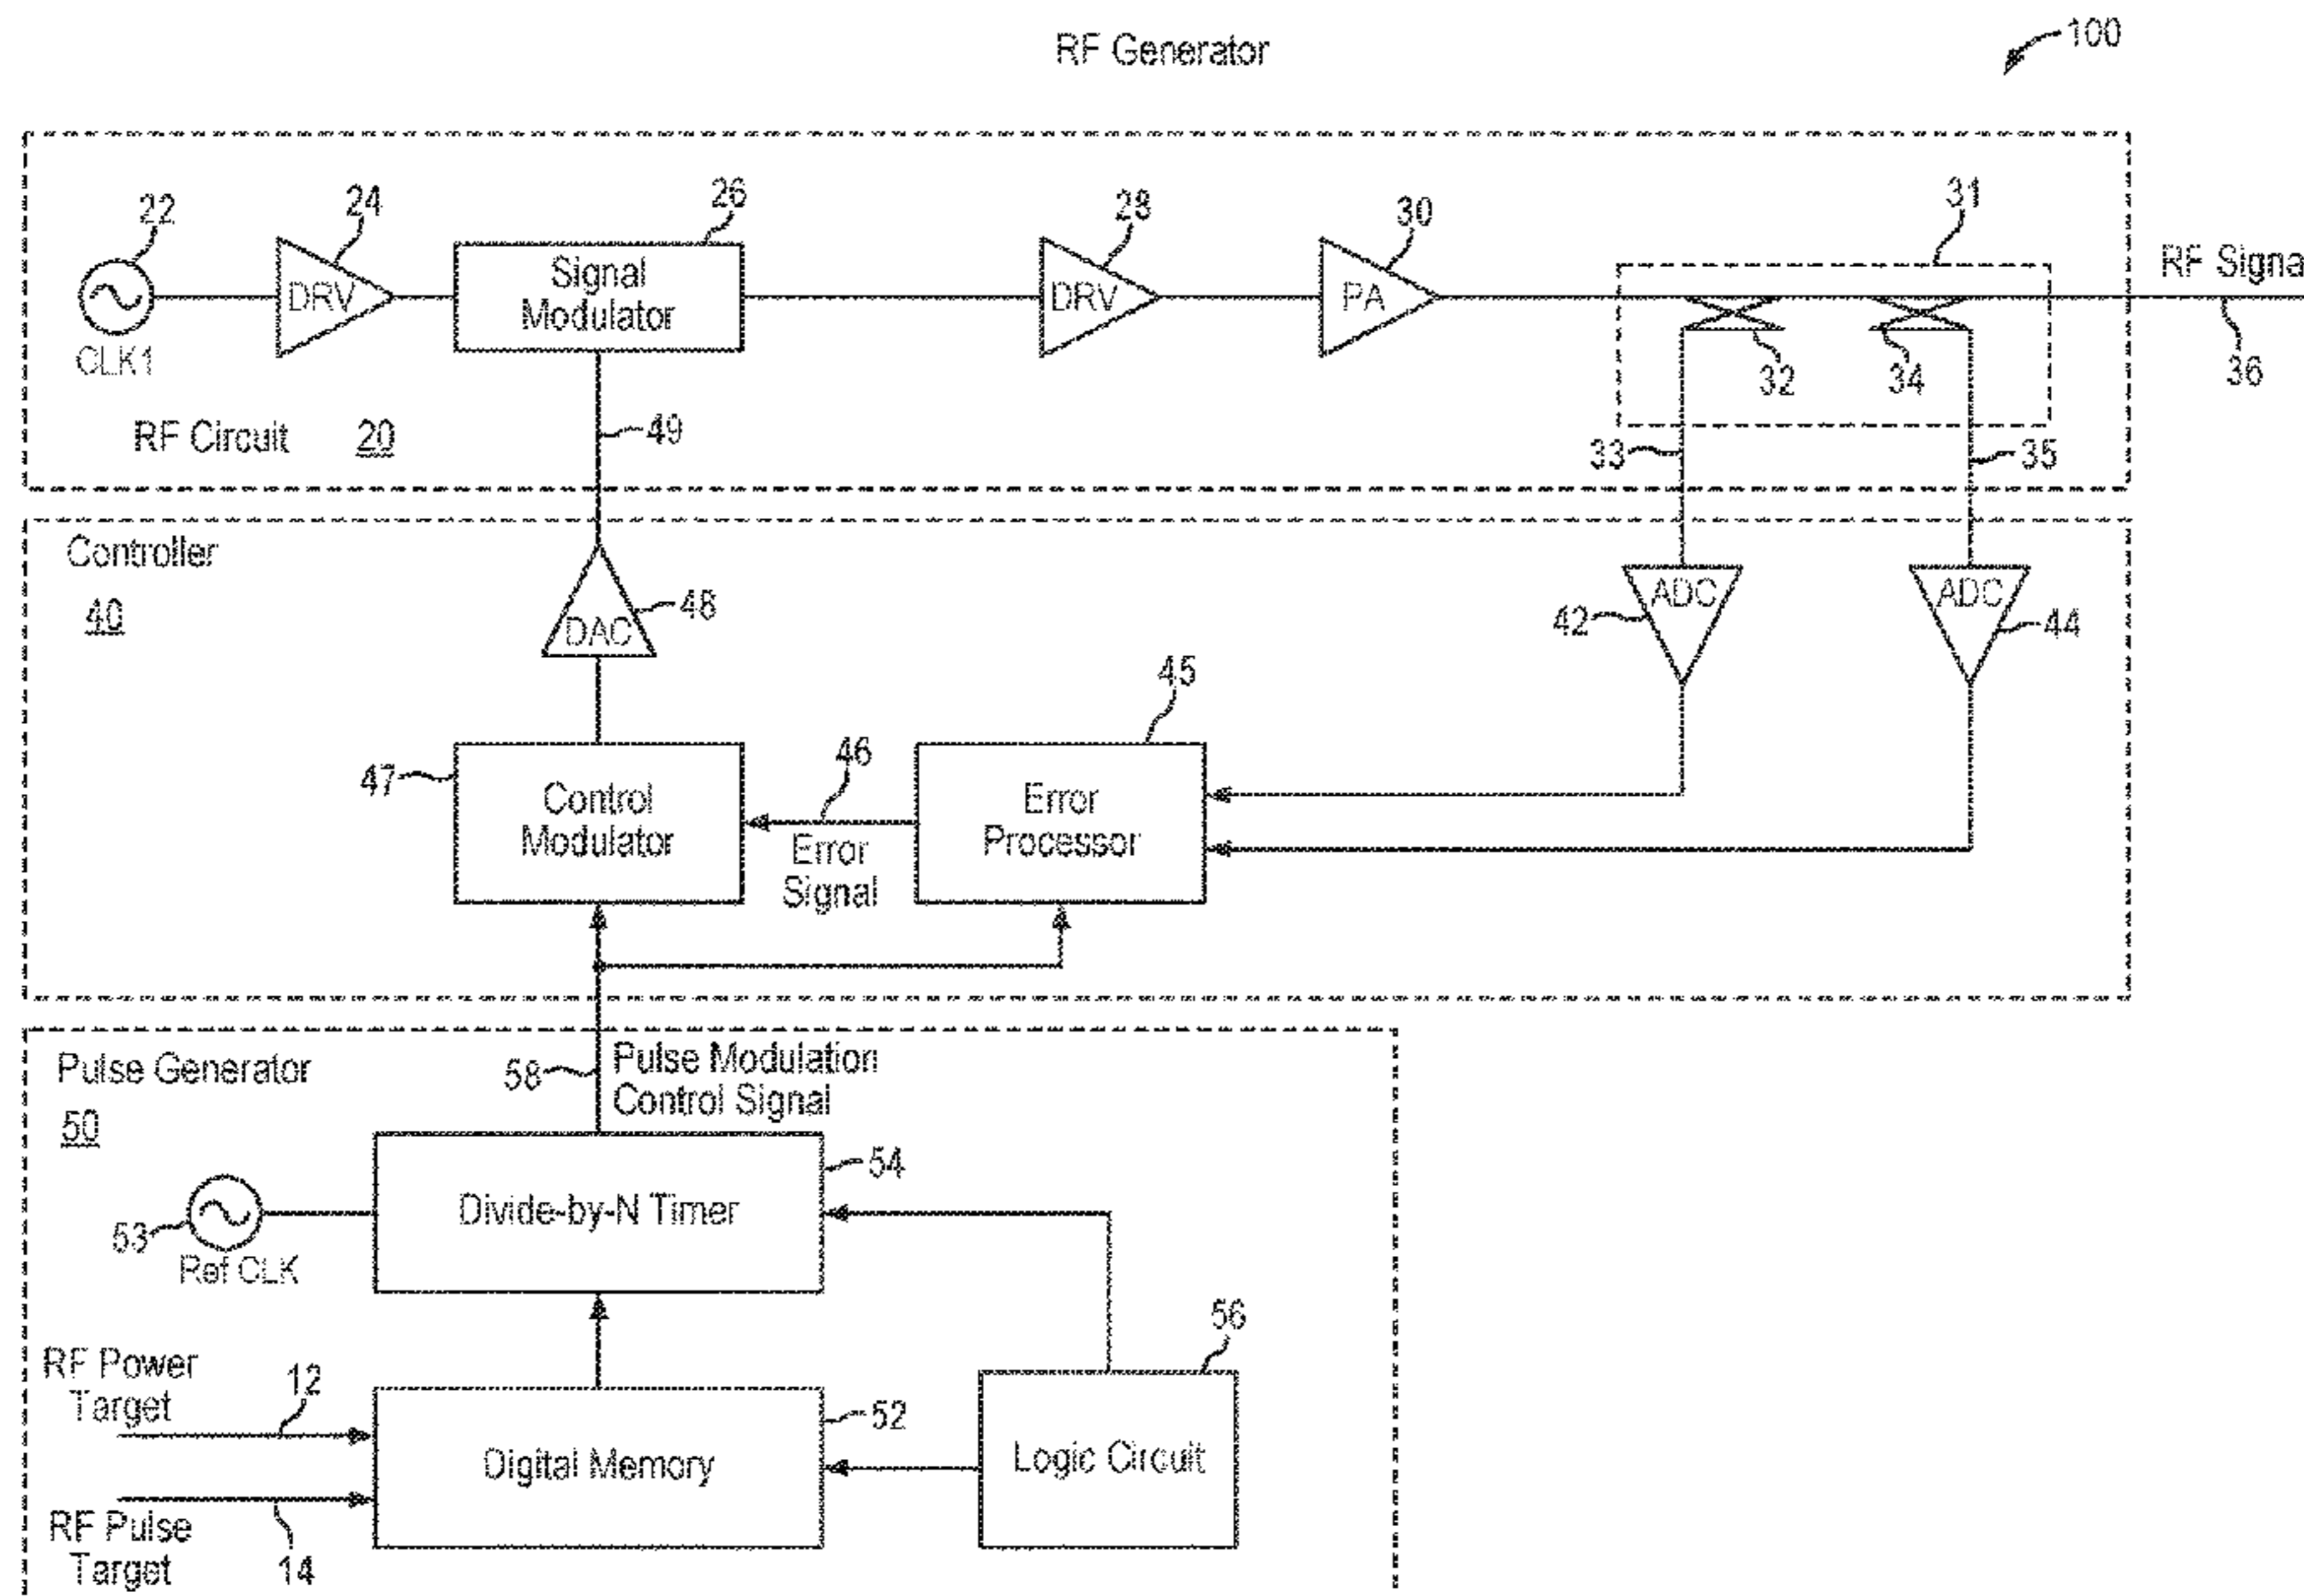 RF Generator
100
22
24
26
28
30
31
DRV
Signal
Modulator
DRV
PA
RF Signa
CLK1
32
34
36
RF Circuit 20
49
33
35
Controller
40
DAC
48
42
ADC
ADC
44
45
47
Control
Modulator
46
Error
Signal
Error
Processor
Pulse Generator
50
58
Pulse Modulation
Control Signal
54
53
Ref CLK
Divide-by-N Timer
56
RF Power
Target
12
52
Digital Memory
Logic Circuit
RF Pulse
Target
14